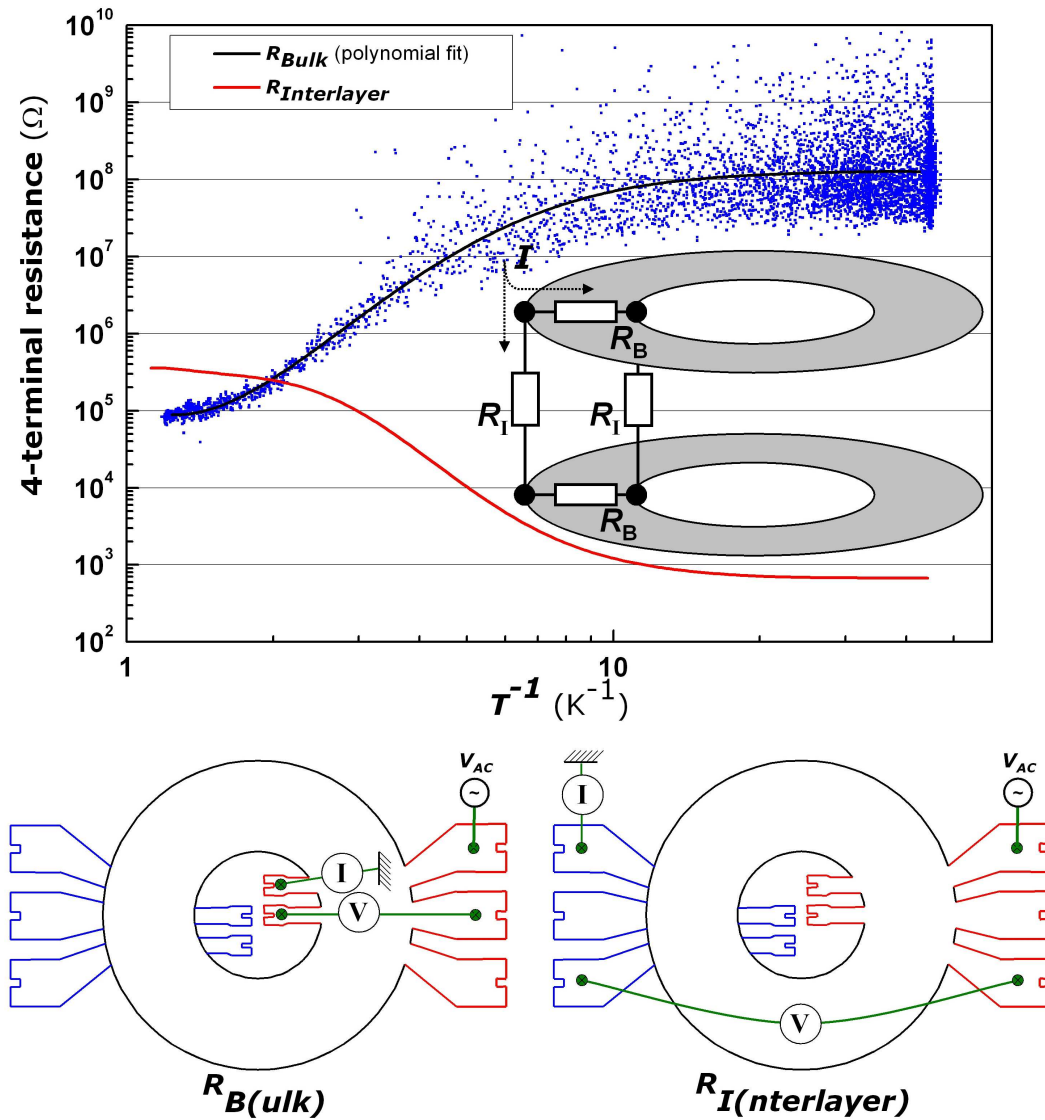 10^10
10^9
10^8
10^7
10^6
10^5
10^4
10^3
10^2
4-terminal resistance (Ω)
R_Bulk (polynomial fit)
R_Interlayer
I
R_B
R_I
R_I
R_B
1
10
T^-1 (K^-1)
V_AC
~
I
V
R_B(ulk)
I
V_AC
~
V
R_I(nterlayer)